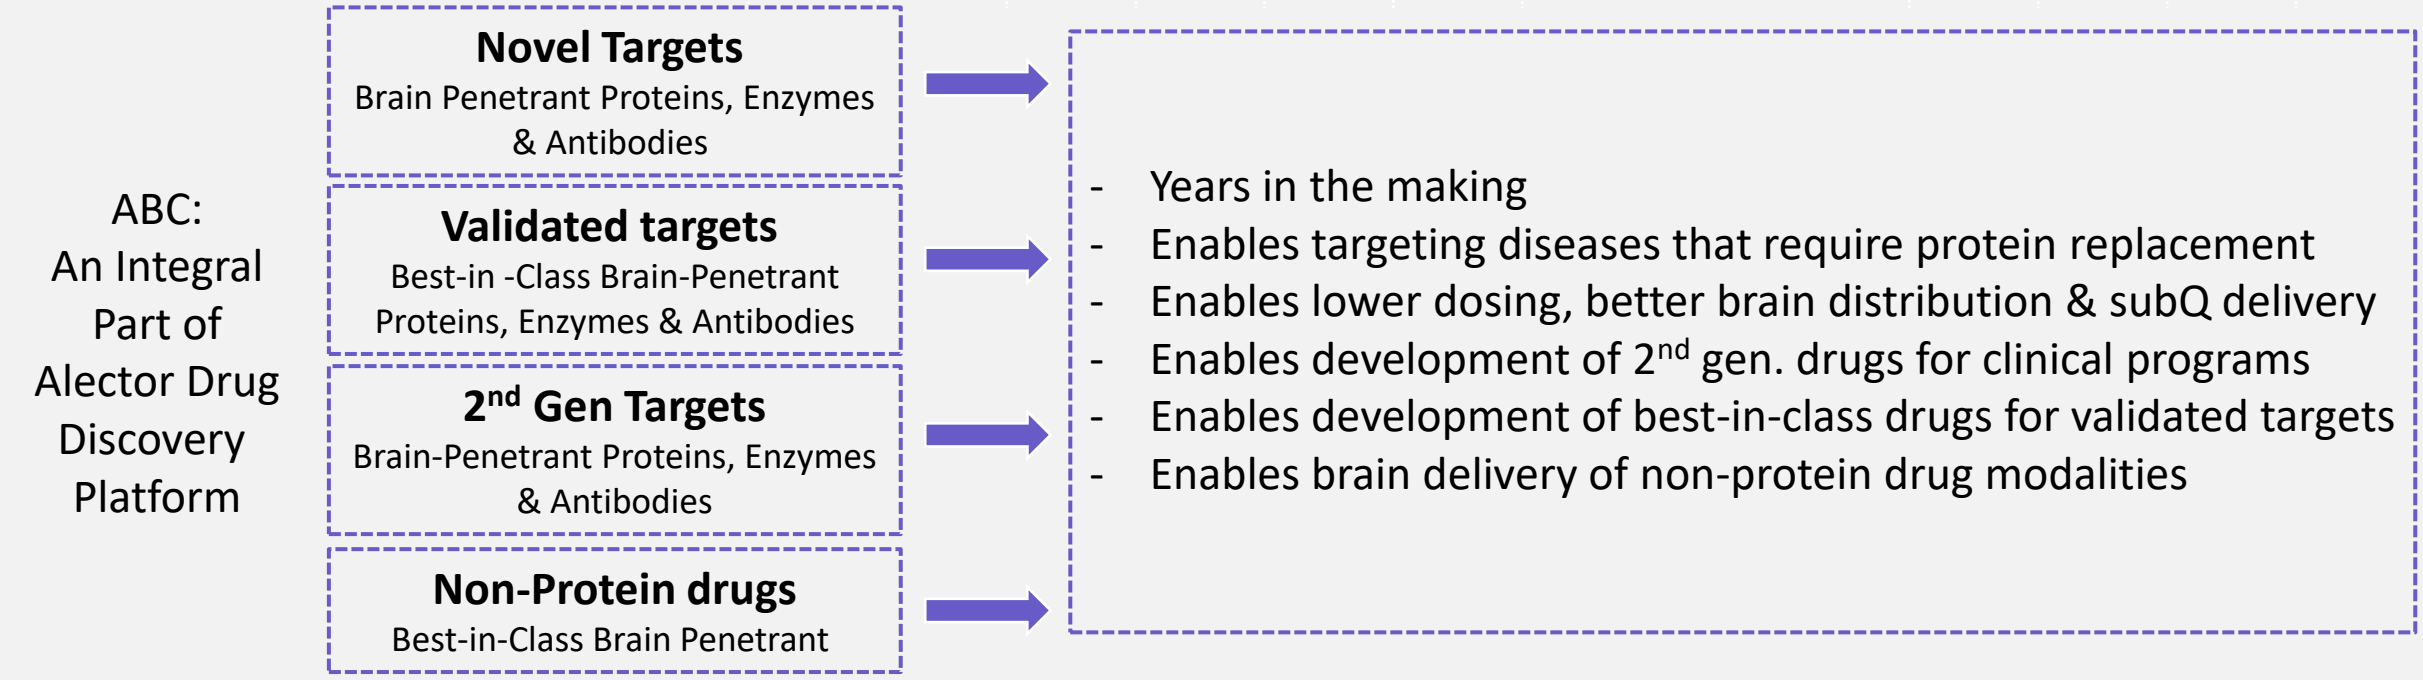 ABC:
An Integral
Part of
Alector Drug
Discovery
Platform
Novel Targets
Brain Penetrant Proteins, Enzymes
& Antibodies
Validated targets
Best-in -Class Brain-Penetrant
Proteins, Enzymes & Antibodies
2nd Gen Targets
Brain-Penetrant Proteins, Enzymes
& Antibodies
Non-Protein drugs
Best-in-Class Brain Penetrant
- Years in the making
- Enables targeting diseases that require protein replacement
- Enables lower dosing, better brain distribution & subQ delivery
- Enables development of 2nd gen. drugs for clinical programs
- Enables development of best-in-class drugs for validated targets
- Enables brain delivery of non-protein drug modalities